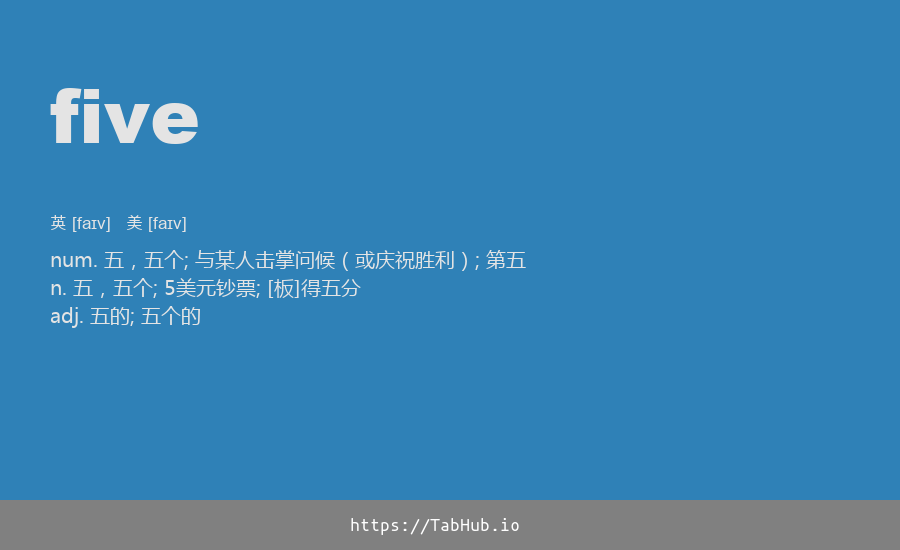 five
英 [faɪv] 美 [faɪv]
num. 五，五个; 与某人击掌问候（或庆祝胜利）; 第五
n. 五，五个; 5美元钞票; [板]得五分
adj. 五的; 五个的
https://TabHub.io